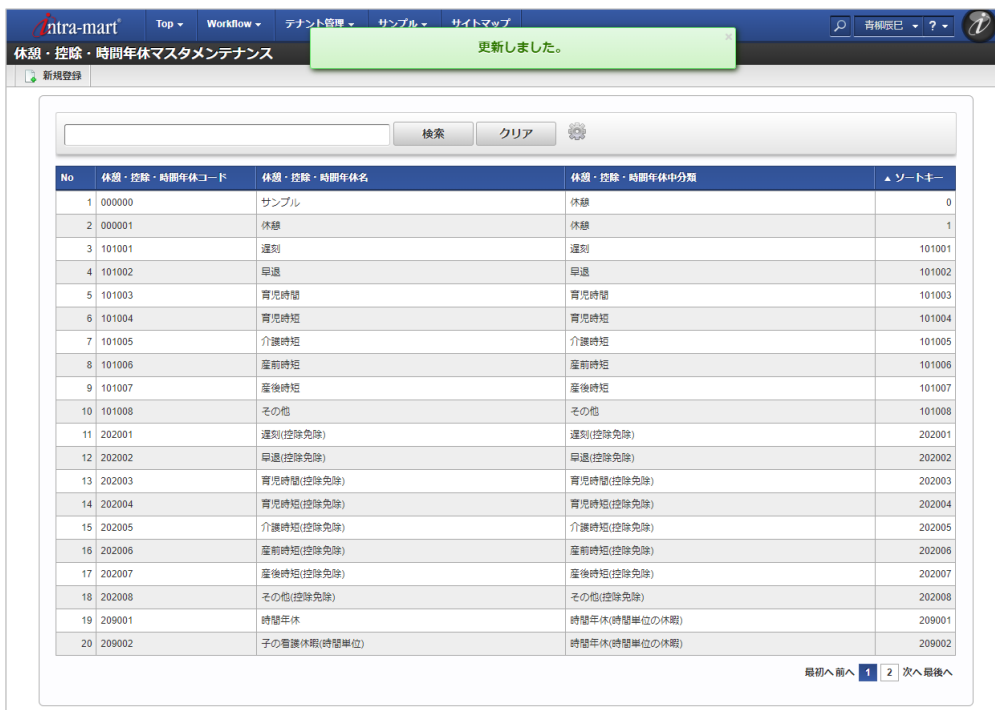 intra-mart® Top Workflow テナント管理 サンプル サイトマップ 青柳辰巳 ?
更新しました。 ×
休憩・控除・時間年休マスタメンテナンス
新規登録
検索 クリア
No 休憩・控除・時間年休コード 休憩・控除・時間年休名 休憩・控除・時間年休中分類 ▲ ソートキー
1 000000 サンプル 休憩 0
2 000001 休憩 休憩 1
3 101001 遅刻 遅刻 101001
4 101002 早退 早退 101002
5 101003 育児時間 育児時間 101003
6 101004 育児時短 育児時短 101004
7 101005 介護時短 介護時短 101005
8 101006 産前時短 産前時短 101006
9 101007 産後時短 産後時短 101007
10 101008 その他 その他 101008
11 202001 遅刻(控除免除) 遅刻(控除免除) 202001
12 202002 早退(控除免除) 早退(控除免除) 202002
13 202003 育児時間(控除免除) 育児時間(控除免除) 202003
14 202004 育児時短(控除免除) 育児時短(控除免除) 202004
15 202005 介護時短(控除免除) 介護時短(控除免除) 202005
16 202006 産前時短(控除免除) 産前時短(控除免除) 202006
17 202007 産後時短(控除免除) 産後時短(控除免除) 202007
18 202008 その他(控除免除) その他(控除免除) 202008
19 209001 時間年休 時間年休(時間単位の休暇) 209001
20 209002 子の看護休暇(時間単位) 時間年休(時間単位の休暇) 209002
最初へ 前へ 1 2 次へ 最後へ